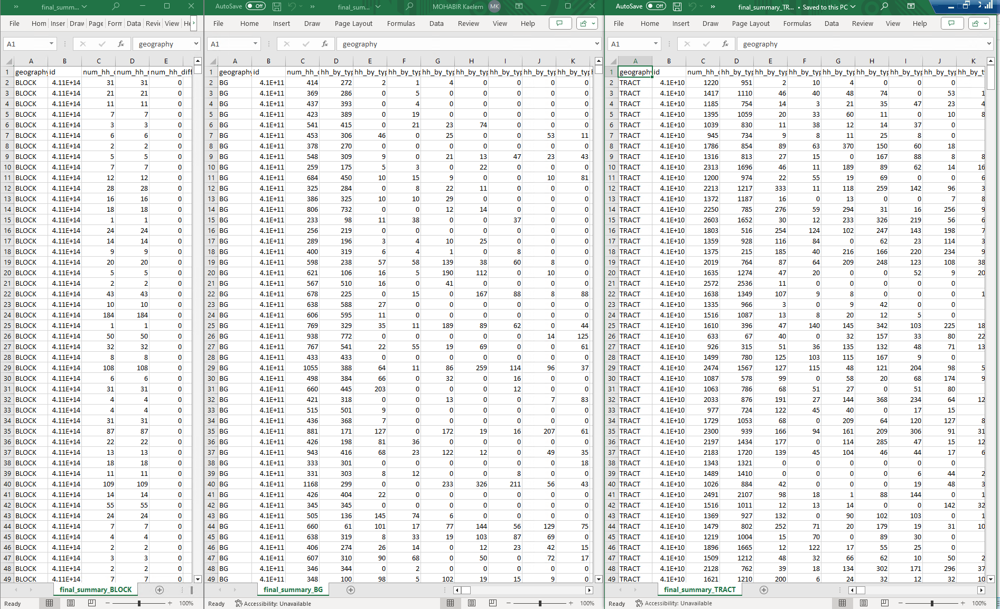 final_summ...
File Hom Inser Draw Page Form Data Revie View He
A1 geography
A B C D E
1 geography id num_hh_ num_hh_ num_hh_diff
2 BLOCK 4.11E+14 31 31 0
3 BLOCK 4.11E+14 21 21 0
4 BLOCK 4.11E+14 11 11 0
5 BLOCK 4.11E+14 7 7 0
6 BLOCK 4.11E+14 3 3 0
7 BLOCK 4.11E+14 6 6 0
8 BLOCK 4.11E+14 2 2 0
9 BLOCK 4.11E+14 5 5 0
10 BLOCK 4.11E+14 7 7 0
11 BLOCK 4.11E+14 12 12 0
12 BLOCK 4.11E+14 28 28 0
13 BLOCK 4.11E+14 16 16 0
14 BLOCK 4.11E+14 18 18 0
15 BLOCK 4.11E+14 1 1 0
16 BLOCK 4.11E+14 24 24 0
17 BLOCK 4.11E+14 14 14 0
18 BLOCK 4.11E+14 9 9 0
19 BLOCK 4.11E+14 20 20 0
20 BLOCK 4.11E+14 5 5 0
21 BLOCK 4.11E+14 2 2 0
22 BLOCK 4.11E+14 43 43 0
23 BLOCK 4.11E+14 10 10 0
24 BLOCK 4.11E+14 184 184 0
25 BLOCK 4.11E+14 1 1 0
26 BLOCK 4.11E+14 50 50 0
27 BLOCK 4.11E+14 32 32 0
28 BLOCK 4.11E+14 8 8 0
29 BLOCK 4.11E+14 108 108 0
30 BLOCK 4.11E+14 6 6 0
31 BLOCK 4.11E+14 31 31 0
32 BLOCK 4.11E+14 4 4 0
33 BLOCK 4.11E+14 4 4 0
34 BLOCK 4.11E+14 31 31 0
35 BLOCK 4.11E+14 87 87 0
36 BLOCK 4.11E+14 22 22 0
37 BLOCK 4.11E+14 13 13 0
38 BLOCK 4.11E+14 18 18 0
39 BLOCK 4.11E+14 11 11 0
40 BLOCK 4.11E+14 109 109 0
41 BLOCK 4.11E+14 14 14 0
42 BLOCK 4.11E+14 55 55 0
43 BLOCK 4.11E+14 24 24 0
44 BLOCK 4.11E+14 7 7 0
45 BLOCK 4.11E+14 4 4 0
46 BLOCK 4.11E+14 2 2 0
47 BLOCK 4.11E+14 3 3 0
48 BLOCK 4.11E+14 2 2 0
49 BLOCK 4.11E+14 7 7 0
final_summary_BLOCK
Ready 100%
AutoSave Off final_sum... MOHABIR Kaelem MK
File Home Insert Draw Page Layout Formulas Data Review View Help
A1 geography
A B C D E F G H I J K
1 geography id num_hh_ hh_by_typ hh_by_typ hh_by_typ hh_by_typ hh_by_typ hh_by_typ hh_by_typ hh_by_typ
2 BG 4.1E+11 414 272 2 1 4 0 0 0 0
3 BG 4.1E+11 369 286 0 5 0 0 0 0 0
4 BG 4.1E+11 437 393 0 4 0 0 0 0 0
5 BG 4.1E+11 423 389 0 19 0 0 0 0 0
6 BG 4.1E+11 541 415 0 21 23 74 0 0 0
7 BG 4.1E+11 453 306 46 0 25 0 0 53 11
8 BG 4.1E+11 378 270 0 0 0 0 0 0 0
9 BG 4.1E+11 548 309 9 0 21 13 47 23 43
10 BG 4.1E+11 259 175 5 3 0 22 0 0 0
11 BG 4.1E+11 684 450 10 15 9 0 0 10 81
12 BG 4.1E+11 325 284 0 8 22 11 0 0 0
13 BG 4.1E+11 386 325 10 10 29 0 0 0 0
14 BG 4.1E+11 806 732 0 0 12 14 0 0 0
15 BG 4.1E+11 233 98 11 38 0 0 37 0 0
16 BG 4.1E+11 256 219 0 0 0 0 0 0 0
17 BG 4.1E+11 289 196 3 4 10 25 0 0 0
18 BG 4.1E+11 400 319 6 4 1 0 8 0 0
19 BG 4.1E+11 598 238 57 58 139 38 60 8 0
20 BG 4.1E+11 621 106 16 5 190 112 0 10 0
21 BG 4.1E+11 567 510 16 0 41 0 0 0 0
22 BG 4.1E+11 678 225 0 15 0 167 88 8 88
23 BG 4.1E+11 638 588 27 0 0 0 0 0 0
24 BG 4.1E+11 606 595 11 0 0 0 0 0 0
25 BG 4.1E+11 769 329 35 11 189 89 62 0 44
26 BG 4.1E+11 938 772 0 0 0 0 0 14 125
27 BG 4.1E+11 767 541 22 55 19 69 0 0 61
28 BG 4.1E+11 433 433 0 0 0 0 0 0 0
29 BG 4.1E+11 1055 388 64 11 86 259 114 96 37
30 BG 4.1E+11 498 384 66 0 32 0 16 0 0
31 BG 4.1E+11 660 445 203 0 0 0 12 0 0
32 BG 4.1E+11 421 318 0 0 13 0 0 7 83
33 BG 4.1E+11 515 501 9 0 0 0 0 0 0
34 BG 4.1E+11 436 368 7 0 0 0 0 0 0
35 BG 4.1E+11 881 171 127 0 172 19 16 207 61
36 BG 4.1E+11 426 198 81 36 0 0 0 0 0
37 BG 4.1E+11 943 416 68 23 122 12 0 49 35
38 BG 4.1E+11 333 301 0 0 0 0 0 0 18
39 BG 4.1E+11 331 303 8 12 0 0 8 0 0
40 BG 4.1E+11 1168 299 0 0 233 326 211 56 43
41 BG 4.1E+11 426 404 22 0 0 0 0 0 0
42 BG 4.1E+11 345 345 0 0 0 0 0 0 0
43 BG 4.1E+11 505 136 145 74 6 0 0 0 0
44 BG 4.1E+11 660 61 101 17 77 144 56 129 75
45 BG 4.1E+11 638 319 8 33 19 103 87 69 0
46 BG 4.1E+11 406 274 26 14 0 12 23 42 15
47 BG 4.1E+11 607 310 90 68 0 50 0 72 17
48 BG 4.1E+11 346 344 0 2 0 0 0 0 0
49 BG 4.1E+11 348 100 98 5 102 19 15 9 0
final_summary_BG
Ready Accessibility: Unavailable 100%
AutoSave Off final_summary_TR... • Saved to this PC
File Home Insert Draw Page Layout Formulas Data Review View Help
A1 geography
A B C D E F G H I J K
1 geography id num_hh_ hh_by_typ hh_by_typ hh_by_typ hh_by_typ hh_by_typ hh_by_typ hh_by_typ hh_by_t
2 TRACT 4.1E+10 1220 951 2 10 4 0 0 0
3 TRACT 4.1E+10 1417 1110 46 40 48 74 0 53 1
4 TRACT 4.1E+10 1185 754 14 3 21 35 47 23 4
5 TRACT 4.1E+10 1395 1059 20 33 60 11 0 10 8
6 TRACT 4.1E+10 1039 830 11 38 12 14 37 0
7 TRACT 4.1E+10 945 734 9 8 11 25 8 0
8 TRACT 4.1E+10 1786 854 89 63 370 150 60 18
9 TRACT 4.1E+10 1316 813 27 15 0 167 88 8 8
10 TRACT 4.1E+10 2313 1696 46 11 189 89 62 14 16
11 TRACT 4.1E+10 1200 974 22 55 19 69 0 0 6
12 TRACT 4.1E+10 2213 1217 333 11 118 259 142 96 3
13 TRACT 4.1E+10 1372 1187 16 0 13 0 0 7 8
14 TRACT 4.1E+10 2250 785 276 59 294 31 16 256 9
15 TRACT 4.1E+10 2603 1652 30 12 233 326 219 56 6
16 TRACT 4.1E+10 1803 516 254 124 102 247 143 198 7
17 TRACT 4.1E+10 1359 928 116 84 0 62 23 114 3
18 TRACT 4.1E+10 1375 215 185 40 216 166 220 234 9
19 TRACT 4.1E+10 2019 764 87 64 209 248 123 108 38
20 TRACT 4.1E+10 1635 1274 47 20 0 0 52 9 20
21 TRACT 4.1E+10 2572 2536 11 0 0 0 0 0
22 TRACT 4.1E+10 1638 1349 107 9 8 0 0 0 1
23 TRACT 4.1E+10 1335 966 3 0 9 42 0 0
24 TRACT 4.1E+10 1516 1087 13 8 20 12 5 0
25 TRACT 4.1E+10 1610 396 47 140 145 342 103 225 18
26 TRACT 4.1E+10 633 67 40 0 32 157 33 80 22
27 TRACT 4.1E+10 926 315 51 36 135 132 48 71 13
28 TRACT 4.1E+10 1499 780 125 103 115 167 9 0
29 TRACT 4.1E+10 2474 1567 127 115 48 121 204 98 5
30 TRACT 4.1E+10 1087 578 99 0 58 20 68 174 9
31 TRACT 4.1E+10 1063 786 68 51 27 0 51 80
32 TRACT 4.1E+10 2033 876 191 27 144 368 234 64 12
33 TRACT 4.1E+10 977 724 122 45 40 0 17 15
34 TRACT 4.1E+10 1729 1053 68 0 209 64 120 127 8
35 TRACT 4.1E+10 2300 939 166 94 161 209 306 91 31
36 TRACT 4.1E+10 2197 1434 177 0 114 285 47 15 12
37 TRACT 4.1E+10 2183 1720 139 45 104 46 44 17 6
38 TRACT 4.1E+10 1343 1321 0 0 0 0 0 0
39 TRACT 4.1E+10 1489 1410 0 0 0 0 6 44 2
40 TRACT 4.1E+10 1026 884 42 0 0 0 19 48 3
41 TRACT 4.1E+10 2491 2107 98 18 1 88 144 0 1
42 TRACT 4.1E+10 1516 1011 12 13 14 0 0 142 32
43 TRACT 4.1E+10 1369 927 132 0 90 102 103 0 1
44 TRACT 4.1E+10 1479 802 252 71 20 179 19 31 10
45 TRACT 4.1E+10 1219 1004 15 70 0 89 30 0
46 TRACT 4.1E+10 1896 1665 12 122 17 55 25 0
47 TRACT 4.1E+10 1509 1212 48 32 66 62 10 50 2
48 TRACT 4.1E+10 2128 762 39 18 134 302 171 296 37
49 TRACT 4.1E+10 1621 1210 200 6 24 32 12 32 10
final_summary_TRACT
Ready Accessibility: Unavailable 100%